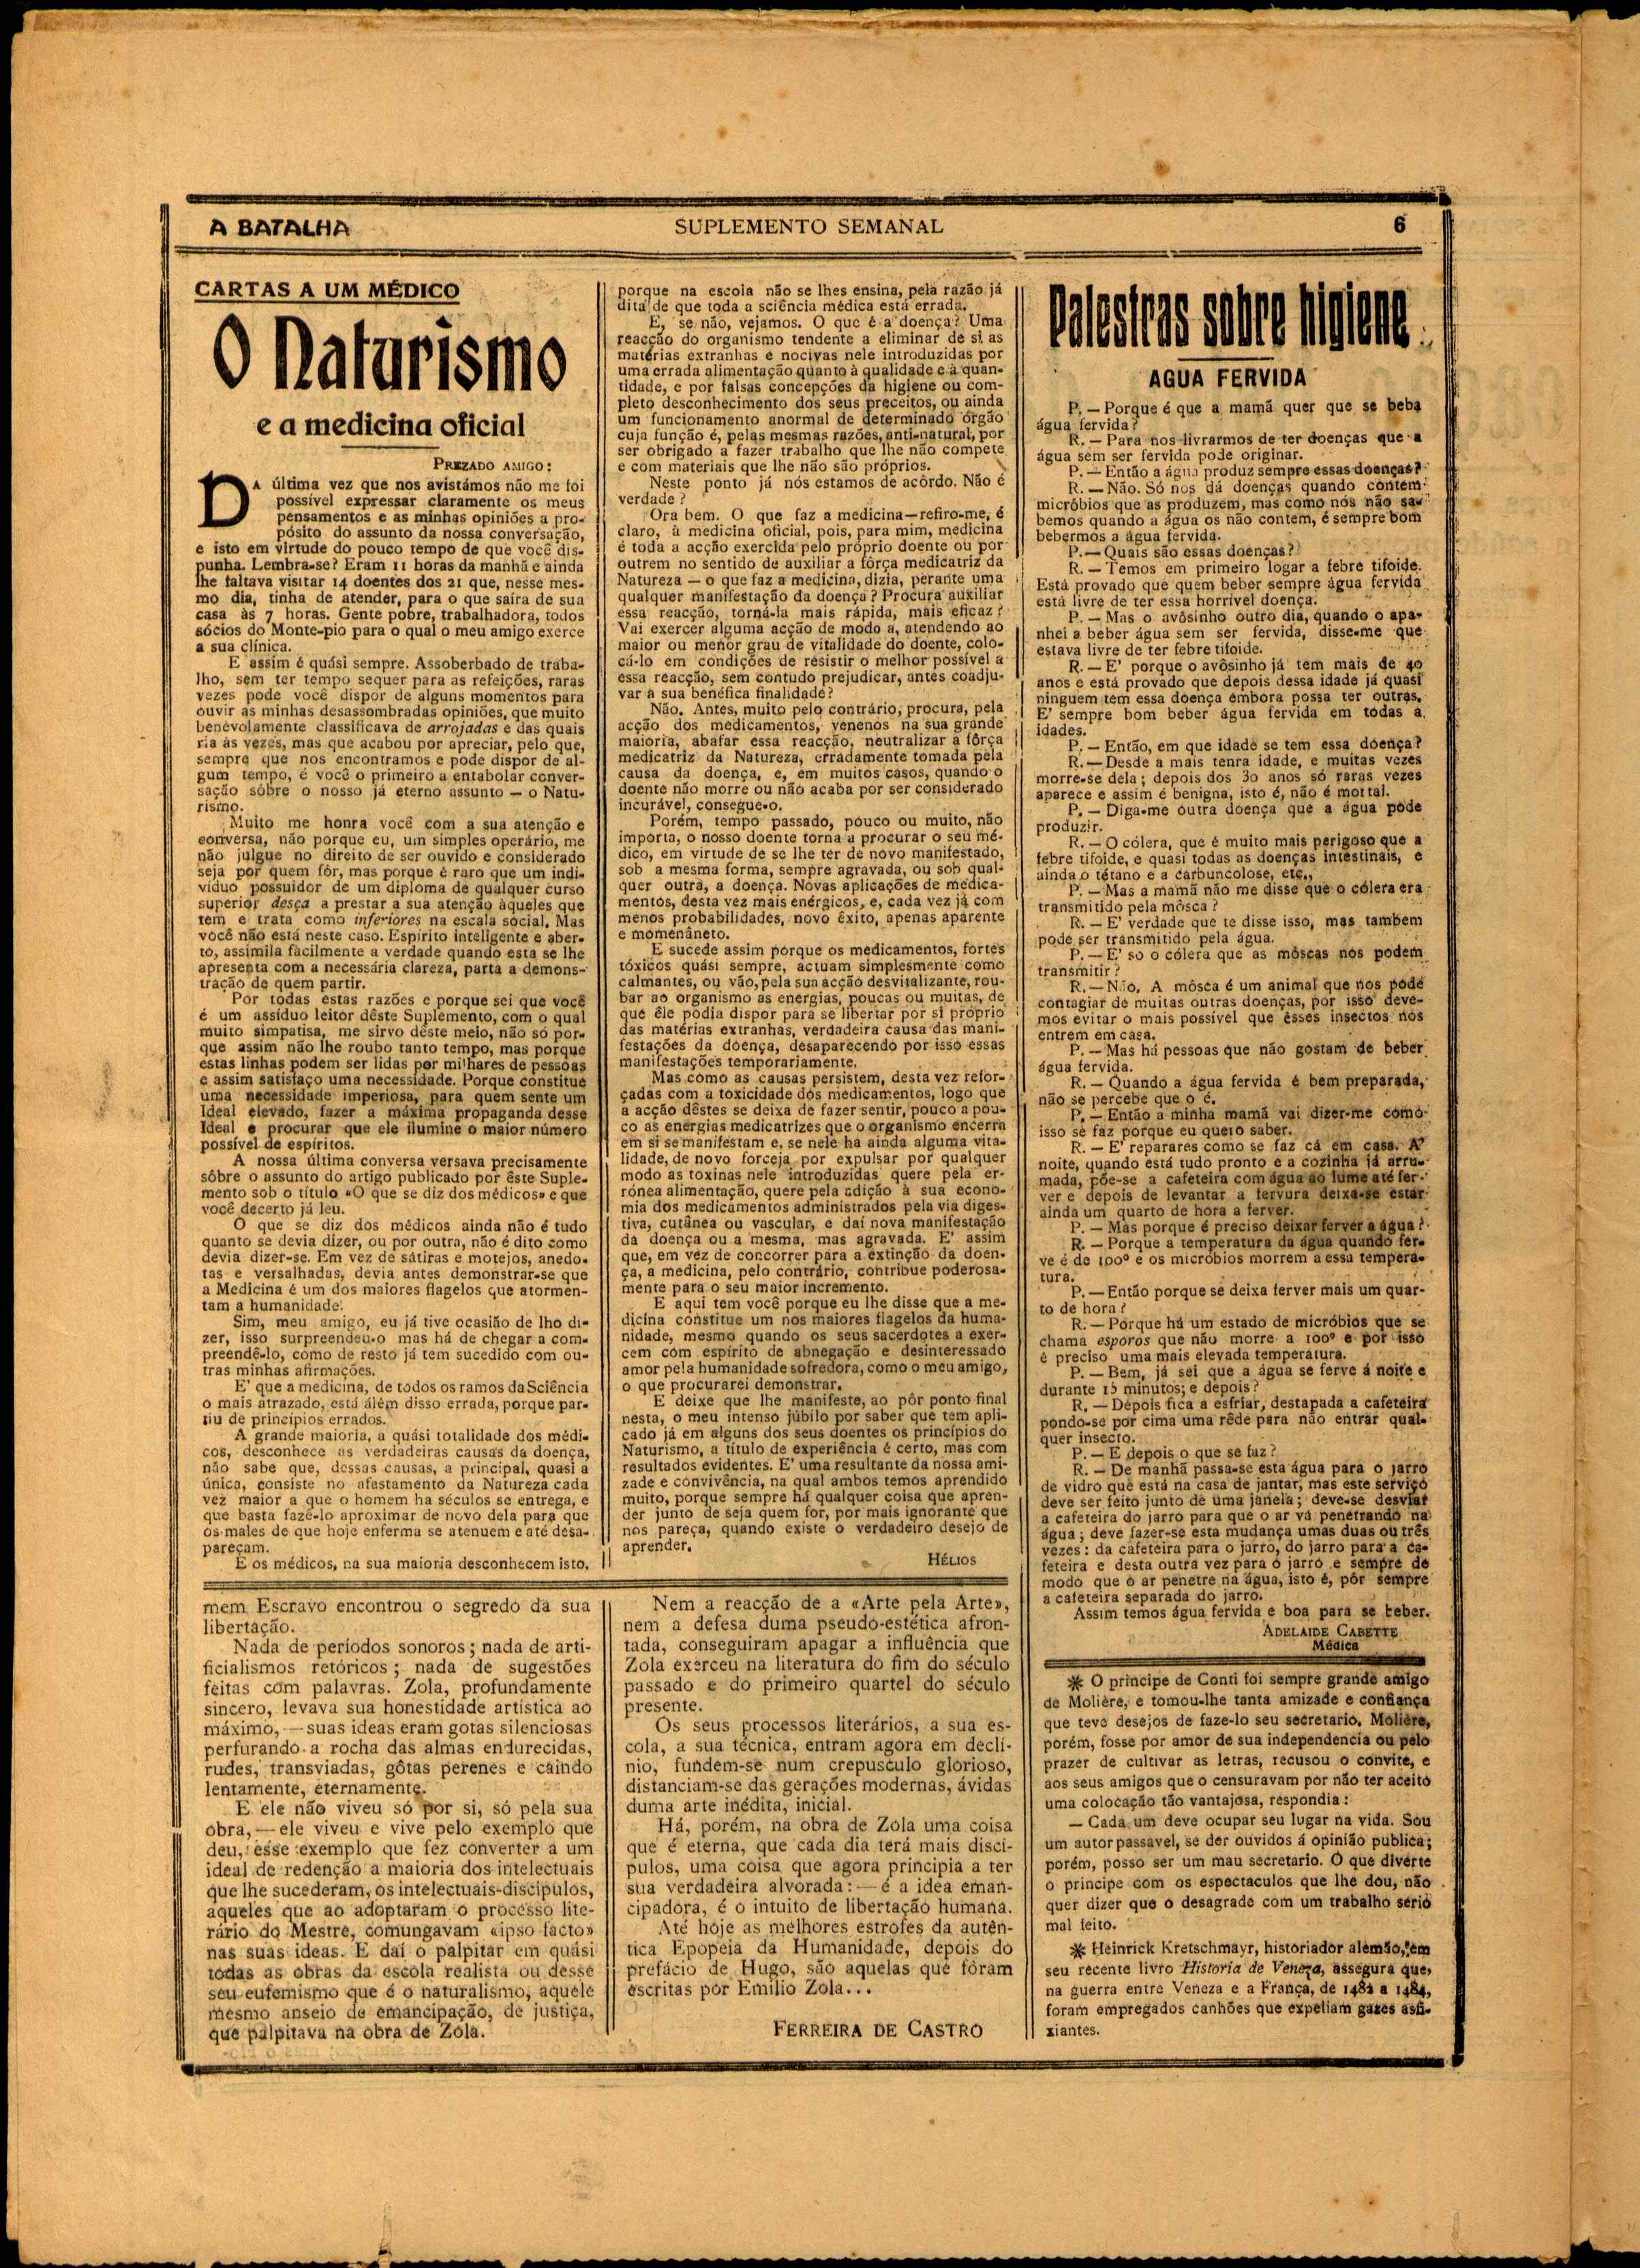 A BATALHA
SUPLEMENTO SEMANAL
6
CARTAS A UM MÉDICO
O Naturismo
e a medicina oficial
PREZADO AMIGO:
DA última vez que nos avistámos não me foi
possível expressar claramente os meus
pensamentos e as minhas opiniões a pro-
pósito do assunto da nossa conversação,
e isto em virtude do pouco tempo de que você dis-
punha. Lembra-se? Eram 11 horas da manhã e ainda
lhe faltava visitar 14 doentes dos 21 que, nesse mes-
mo dia, tinha de atender, para o que saíra de sua
casa às 7 horas. Gente pobre, trabalhadora, todos
sócios do Monte-pio para o qual o meu amigo exerce
a sua clínica.
E assim é quási sempre. Assoberbado de traba-
lho, sem ter tempo sequer para as refeições, raras
vezes pode você dispor de alguns momentos para
ouvir as minhas desassombradas opiniões, que muito
benèvolamente classificava de arrojadas e das quais
ria às vezes, mas que acabou por apreciar, pelo que,
sempre que nos encontramos e pode dispor de al-
gum tempo, é você o primeiro a entabolar conver-
sação sôbre o nosso já eterno assunto — o Natu-
rismo.
Muito me honra você com a sua atenção e
conversa, não porque eu, um simples operário, me
não julgue no direito de ser ouvido e considerado
seja por quem fôr, mas porque é raro que um indi-
víduo possuidor de um diploma de qualquer curso
superior desça a prestar a sua atenção àqueles que
tem e trata como inferiores na escala social. Mas
você não está neste caso. Espírito inteligente e aber-
to, assimila fàcilmente a verdade quando esta se lhe
apresenta com a necessária clareza, parta a demons-
tração de quem partir.
Por todas estas razões e porque sei que você
é um assíduo leitor dêste Suplemento, com o qual
muito simpatisa, me sirvo dêste meio, não só por-
que assim não lhe roubo tanto tempo, mas porque
estas linhas podem ser lidas por milhares de pessoas
e assim satisfaço uma necessidade. Porque constitue
uma necessidade imperiosa, para quem sente um
Ideal elevado, fazer a máxima propaganda desse
Ideal e procurar que ele ilumine o maior número
possível de espíritos.
A nossa última conversa versava precisamente
sôbre o assunto do artigo publicado por êste Suple-
mento sob o título «O que se diz dos médicos» e que
você decerto já leu.
O que se diz dos médicos ainda não é tudo
quanto se devia dizer, ou por outra, não é dito como
devia dizer-se. Em vez de sátiras e motejos, anedo-
tas e versalhadas, devia antes demonstrar-se que
a Medicina é um dos maiores flagelos que atormen-
tam a humanidade.
Sim, meu amigo, eu já tive ocasião de lho di-
zer, isso surpreendeu-o mas há de chegar a com-
preendê-lo, como de resto já tem sucedido com ou-
tras minhas afirmações.
E' que a medicina, de todos os ramos da Sciência
o mais atrazado, está álém disso errada, porque par-
tiu de princípios errados.
A grande maioria, a quási totalidade dos médi-
cos, desconhece as verdadeiras causas da doença,
não sabe que, dessas causas, a principal, quasi a
única, consiste no afastamento da Natureza cada
vez maior a que o homem ha séculos se entrega, e
que basta fazê-lo aproximar de novo dela para que
os males de que hoje enferma se atenuem e até desa-
pareçam.
E os médicos, na sua maioria desconhecem isto,
porque na escola não se lhes ensina, pela razão já
dita de que toda a sciência médica está errada.
E, se não, vejamos. O que é a doença? Uma
reacção do organismo tendente a eliminar de si as
matérias extranhas e nocivas nele introduzidas por
uma errada alimentação quanto à qualidade e à quan-
tidade, e por falsas concepções da higiene ou com-
pleto desconhecimento dos seus preceitos, ou ainda
um funcionamento anormal de determinado órgão
cuja função é, pelas mesmas razões, anti-natural, por
ser obrigado a fazer trabalho que lhe não compete
e com materiais que lhe não são próprios.
Neste ponto já nós estamos de acôrdo. Não é
verdade?
Ora bem. O que faz a medicina—refiro-me, é
claro, à medicina oficial, pois, para mim, medicina
é toda a acção exercida pelo próprio doente ou por
outrem no sentido de auxiliar a fôrça medicatriz da
Natureza — o que faz a medicina, dizia, perante uma
qualquer manifestação da doença? Procura auxiliar
essa reacção, torná-la mais rápida, mais eficaz?
Vai exercer alguma acção de modo a, atendendo ao
maior ou menor grau de vitalidade do doente, colo-
cá-lo em condições de resistir o melhor possível a
essa reacção, sem contudo prejudicar, antes coadju-
var a sua benéfica finalidade?
Não. Antes, muito pelo contrário, procura, pela
acção dos medicamentos, venenos na sua grande
maioria, abafar essa reacção, neutralizar a fôrça
medicatriz da Natureza, erradamente tomada pela
causa da doença, e, em muitos casos, quando o
doente não morre ou não acaba por ser considerado
incurável, consegue-o.
Porém, tempo passado, pouco ou muito, não
importa, o nosso doente torna a procurar o seu mé-
dico, em virtude de se lhe ter de novo manifestado,
sob a mesma forma, sempre agravada, ou sob qual-
quer outra, a doença. Novas aplicações de medica-
mentos, desta vez mais enérgicos, e, cada vez já com
menos probabilidades, novo êxito, apenas aparente
e momenâneto.
E sucede assim porque os medicamentos, fortes
tóxicos quási sempre, actuam simplesmente como
calmantes, ou vão, pela sua acção desvitalizante, rou-
bar ao organismo as energias, poucas ou muitas, de
que êle podia dispor para se libertar por si próprio
das matérias extranhas, verdadeira causa das mani-
festações da doença, desaparecendo por isso essas
manifestações temporariamente.
Mas como as causas persistem, desta vez refor-
çadas com a toxicidade dos medicamentos, logo que
a acção dêstes se deixa de fazer sentir, pouco a pou-
co as energias medicatrizes que o organismo encerra
em si se manifestam e, se nele ha ainda alguma vita-
lidade, de novo forceja por expulsar por qualquer
modo as toxinas nele introduzidas quere pela er-
rónea alimentação, quere pela adição à sua econo-
mia dos medicamentos administrados pela via diges-
tiva, cutânea ou vascular, e daí nova manifestação
da doença ou a mesma, mas agravada. E' assim
que, em vez de concorrer para a extinção da doen-
ça, a medicina, pelo contrário, contribue poderosa-
mente para o seu maior incremento.
E aqui tem você porque eu lhe disse que a me-
dicina constitue um nos maiores flagelos da huma-
nidade, mesmo quando os seus sacerdotes a exer-
cem com espírito de abnegação e desinteressado
amor pela humanidade sofredora, como o meu amigo,
o que procurarei demonstrar.
E deixe que lhe manifeste, ao pôr ponto final
nesta, o meu intenso júbilo por saber que tem apli-
cado já em alguns dos seus doentes os princípios do
Naturismo, a título de experiência é certo, mas com
resultados evidentes. E' uma resultante da nossa ami-
zade e convivência, na qual ambos temos aprendido
muito, porque sempre há qualquer coisa que apren-
der junto de seja quem for, por mais ignorante que
nos pareça, quando existe o verdadeiro desejo de
aprender.
HÉLIOS
Palestras sobre higiene
AGUA FERVIDA
P. — Porque é que a mamã quer que se beba
água fervida?
R. — Para nos livrarmos de ter doenças que a
água sem ser fervida pode originar.
P. — Então a água produz sempre essas doenças?
R. — Não. Só nos dá doenças quando contem
micróbios que as produzem, mas como nós não sa-
bemos quando a água os não contem, é sempre bom
bebermos a água fervida.
P. — Quais são essas doenças?
R. — Temos em primeiro logar a febre tifoide.
Está provado que quem beber sempre água fervida
está livre de ter essa horrível doença.
P. — Mas o avôsinho outro dia, quando o apa-
nhei a beber água sem ser fervida, disse-me que
estava livre de ter febre tifoide.
R. — E' porque o avôsinho já tem mais de 40
anos e está provado que depois dessa idade já quasi
ninguem tem essa doença embora possa ter outras.
E' sempre bom beber água fervida em todas a
idades.
P. — Então, em que idade se tem essa doença?
R. — Desde a mais tenra idade, e muitas vezes
morre-se dela; depois dos 30 anos só raras vezes
aparece e assim é benigna, isto é, não é mortal.
P. — Diga-me outra doença que a água pode
produzir.
R. — O cólera, que é muito mais perigoso que a
febre tifoide, e quasi todas as doenças intestinais, e
ainda o tétano e a carbuncolose, etc.,
P. — Mas a mamã não me disse que o cólera era
transmitido pela môsca?
R. — E' verdade que te disse isso, mas tambem
pode ser transmitido pela água.
P. — E' so o cólera que as môscas nos podem
transmitir?
R. — Não. A môsca é um animal que nos pode
contagiar de muitas outras doenças, por isso deve-
mos evitar o mais possível que êsses insectos nos
entrem em casa.
P. — Mas há pessoas que não gostam de beber
água fervida.
R. — Quando a água fervida é bem preparada,
não se percebe que o é.
P. — Então a minha mamã vai dizer-me como
isso se faz porque eu quero saber.
R. — E' reparares como se faz cá em casa. A'
noite, quando está tudo pronto e a cozinha já arru-
mada, põe-se a cafeteira com água ao lume até fer-
ver e depois de levantar a fervura deixa-se estar
ainda um quarto de hora a ferver.
P. — Mas porque é preciso deixar ferver a água?
R. — Porque a temperatura da água quando fer-
ve é de 100º e os micróbios morrem a essa tempera-
tura.
P. — Então porque se deixa ferver mais um quar-
to de hora?
R. — Porque há um estado de micróbios que se
chama esporos que não morre a 100º e por isso
é preciso uma mais elevada temperatura.
P. — Bem, já sei que a água se ferve á noite e
durante 15 minutos; e depois?
R. — Depois fica a esfriar, destapada a cafeteira
pondo-se por cima uma rêde para não entrar qual-
quer insecto.
P. — E depois o que se faz?
R. — De manhã passa-se esta água para o jarro
de vidro que está na casa de jantar, mas este serviço
deve ser feito junto de uma janela; deve-se desviar
a cafeteira do jarro para que o ar vá penetrando na
água; deve fazer-se esta mudança umas duas ou três
vezes: da cafeteira para o jarro, do jarro para a ca-
feteira e desta outra vez para o jarro e sempre de
modo que o ar penetre na água, isto é, pôr sempre
a cafeteira separada do jarro.
Assim temos água fervida e boa para se beber.
ADELAIDE CABETTE
Médica
mem Escravo encontrou o segredo da sua
libertação.
Nada de períodos sonoros; nada de arti-
ficialismos retóricos; nada de sugestões
feitas com palavras. Zola, profundamente
sincero, levava sua honestidade artística ao
máximo, — suas ideas eram gotas silenciosas
perfurando a rocha das almas endurecidas,
rudes, transviadas, gôtas perenes e caindo
lentamente, eternamente.
E ele não viveu só por si, só pela sua
obra, — ele viveu e vive pelo exemplo que
deu, êsse exemplo que fez converter a um
ideal de redenção a maioria dos intelectuais
que lhe sucederam, os intelectuais-discípulos,
aqueles que ao adoptaram o processo lite-
rário do Mestre, comungavam «ipso facto»
nas suas ideas. E daí o palpitar em quási
todas as obras da escola realista ou desse
seu eufemismo que é o naturalismo, aquele
mesmo anseio de emancipação, de justiça,
que palpitava na obra de Zola.
Nem a reacção de a «Arte pela Arte»,
nem a defesa duma pseudo-estética afron-
tada, conseguiram apagar a influência que
Zola exerceu na literatura do fim do século
passado e do primeiro quartel do século
presente.
Os seus processos literários, a sua es-
cola, a sua técnica, entram agora em declí-
nio, fundem-se num crepusculo glorioso,
distanciam-se das gerações modernas, ávidas
duma arte inédita, inicial.
Há, porém, na obra de Zola uma coisa
que é eterna, que cada dia terá mais discí-
pulos, uma coisa que agora principia a ter
sua verdadeira alvorada: — é a idea eman-
cipadora, é o intuito de libertação humana.
Até hoje as melhores estrofes da autên-
tica Epopeia da Humanidade, depois do
prefácio de Hugo, são aquelas que fôram
escritas por Emilio Zola...
FERREIRA DE CASTRO
* O principe de Conti foi sempre grande amigo
de Molière, e tomou-lhe tanta amizade e confiança
que teve desejos de faze-lo seu secretario. Molière,
porém, fosse por amor de sua independencia ou pelo
prazer de cultivar as letras, recusou o convite, e
aos seus amigos que o censuravam por não ter aceito
uma colocação tão vantajosa, respondia:
— Cada um deve ocupar seu lugar na vida. Sou
um autor passavel, se der ouvidos á opinião publica;
porém, posso ser um mau secretario. O que diverte
o principe com os espectaculos que lhe dou, não
quer dizer que o desagrade com um trabalho serio
mal feito.
* Heinrick Kretschmayr, historiador alemão, em
seu recente livro Historia de Veneza, assegura que,
na guerra entre Veneza e a França, de 1482 a 1484,
foram empregados canhões que expeliam gazes asfi-
xiantes.